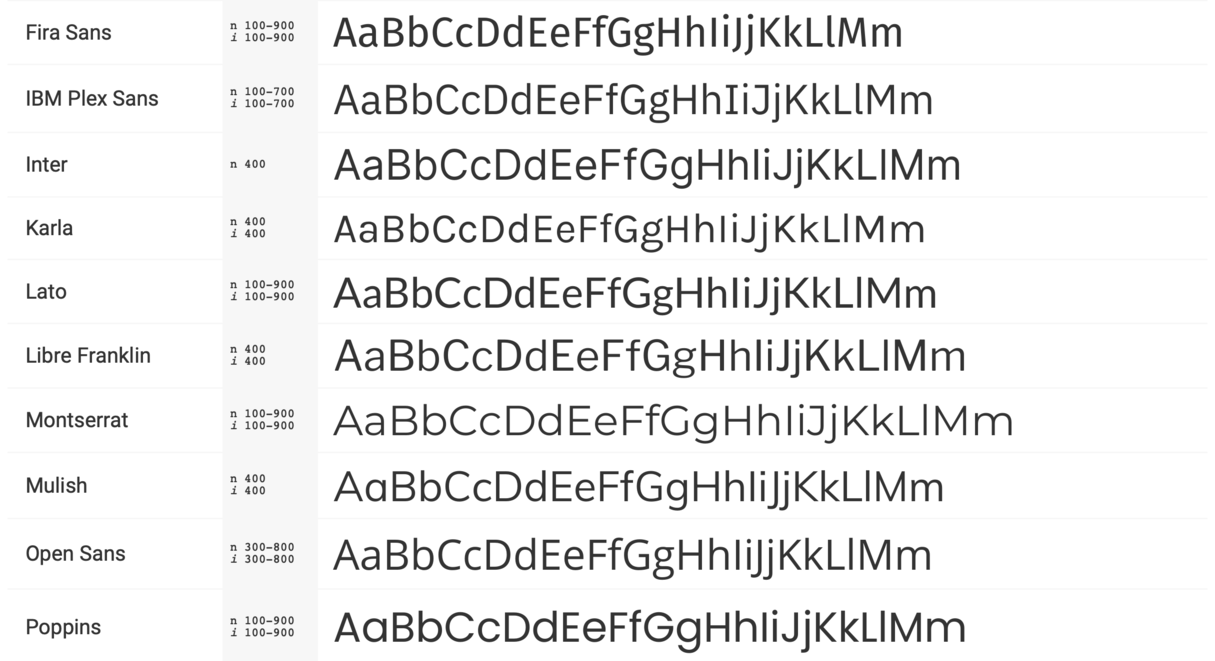 Fira Sans n 100–900 AaBbCcDdEeFfGgHhIiJjKkLlMm
i 100–900
IBM Plex Sans n 100–700 AaBbCcDdEeFfGgHhIiJjKkLlMm
i 100–700
Inter n 400 AaBbCcDdEeFfGgHhIiJjKkLlMm
Karla n 400 AaBbCcDdEeFfGgHhIiJjKkLlMm
i 400
Lato n 100–900 AaBbCcDdEeFfGgHhIiJjKkLlMm
i 100–900
Libre Franklin n 400 AaBbCcDdEeFfGgHhIiJjKkLlMm
i 400
Montserrat n 100–900 AaBbCcDdEeFfGgHhIiJjKkLlMm
i 100–900
Mulish n 400 AaBbCcDdEeFfGgHhIiJjKkLlMm
i 400
Open Sans n 300–800 AaBbCcDdEeFfGgHhIiJjKkLlMm
i 300–800
Poppins n 100–900 AaBbCcDdEeFfGgHhIiJjKkLlMm
i 100–900